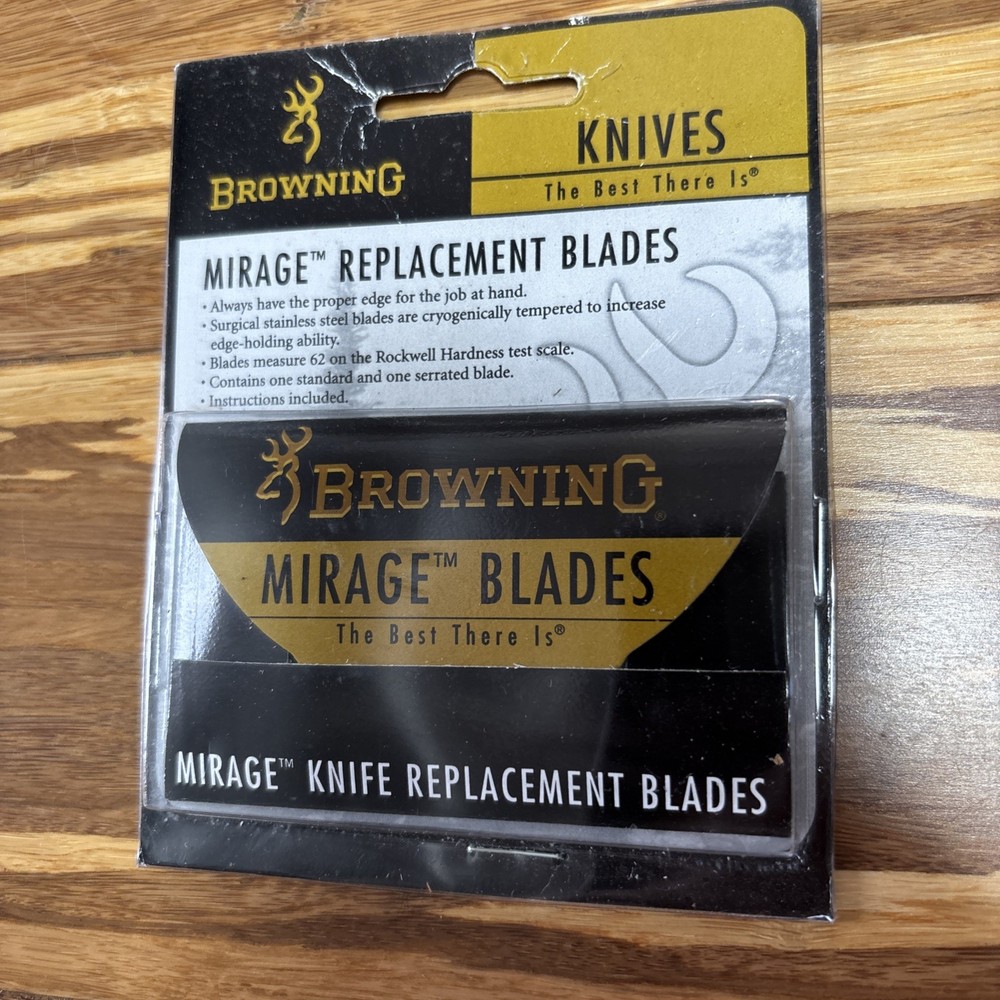 BROWNING
KNIVES
The Best There Is®
MIRAGE™ REPLACEMENT BLADES
• Always have the proper edge for the job at hand.
• Surgical stainless steel blades are cryogenically tempered to increase
edge-holding ability.
• Blades measure 62 on the Rockwell Hardness test scale.
• Contains one standard and one serrated blade.
• Instructions included.
BROWNING®
MIRAGE™ BLADES
The Best There Is®
MIRAGE™ KNIFE REPLACEMENT BLADES